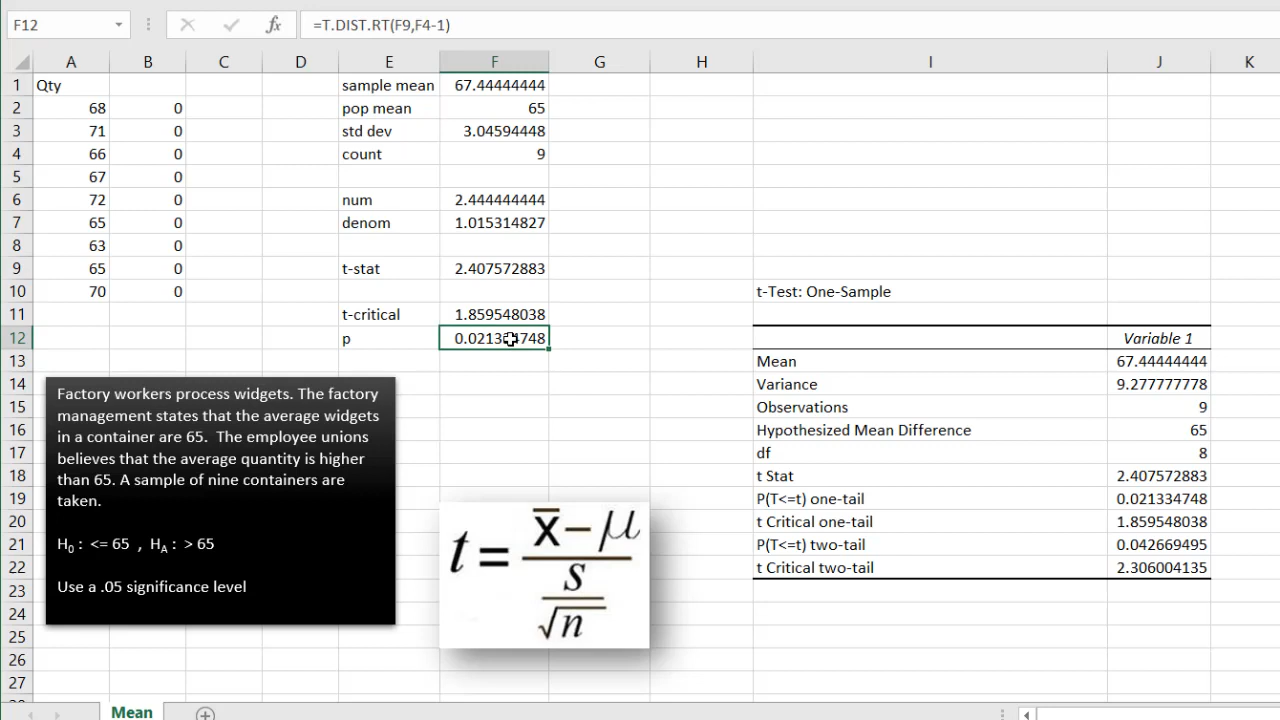 F12 fx =T.DIST.RT(F9,F4-1)
A B C D E F G H I J K
1 Qty sample mean 67.44444444
2 68 0 pop mean 65
3 71 0 std dev 3.04594448
4 66 0 count 9
5 67 0
6 72 0 num 2.444444444
7 65 0 denom 1.015314827
8 63 0
9 65 0 t-stat 2.407572883
10 70 0 t-Test: One-Sample
11 t-critical 1.859548038
12 p 0.021334748 Variable 1
13 Mean 67.44444444
14 Variance 9.277777778
15 Observations 9
16 Hypothesized Mean Difference 65
17 df 8
18 t Stat 2.407572883
19 P(T<=t) one-tail 0.021334748
20 t Critical one-tail 1.859548038
21 P(T<=t) two-tail 0.042669495
22 t Critical two-tail 2.306004135
23
24
25
26
27
28
Factory workers process widgets. The factory
management states that the average widgets
in a container are 65. The employee unions
believes that the average quantity is higher
than 65. A sample of nine containers are
taken.
H0 : <= 65 , HA : > 65
Use a .05 significance level
t = x̄ − μ
s
√n
Mean